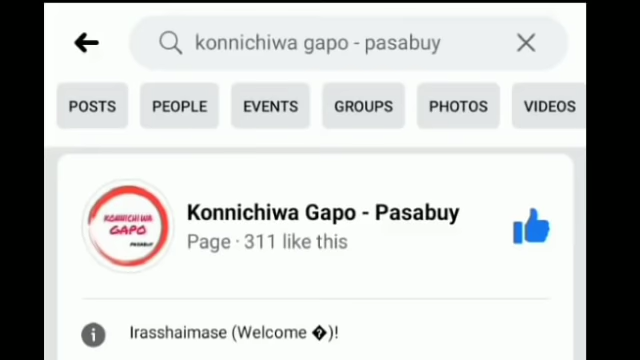 konnichiwa gapo - pasabuy
POSTS PEOPLE EVENTS GROUPS PHOTOS VIDEOS
KONNICHIWA
GAPO
PASABUY
Konnichiwa Gapo - Pasabuy
Page · 311 like this
Irasshaimase (Welcome �)!